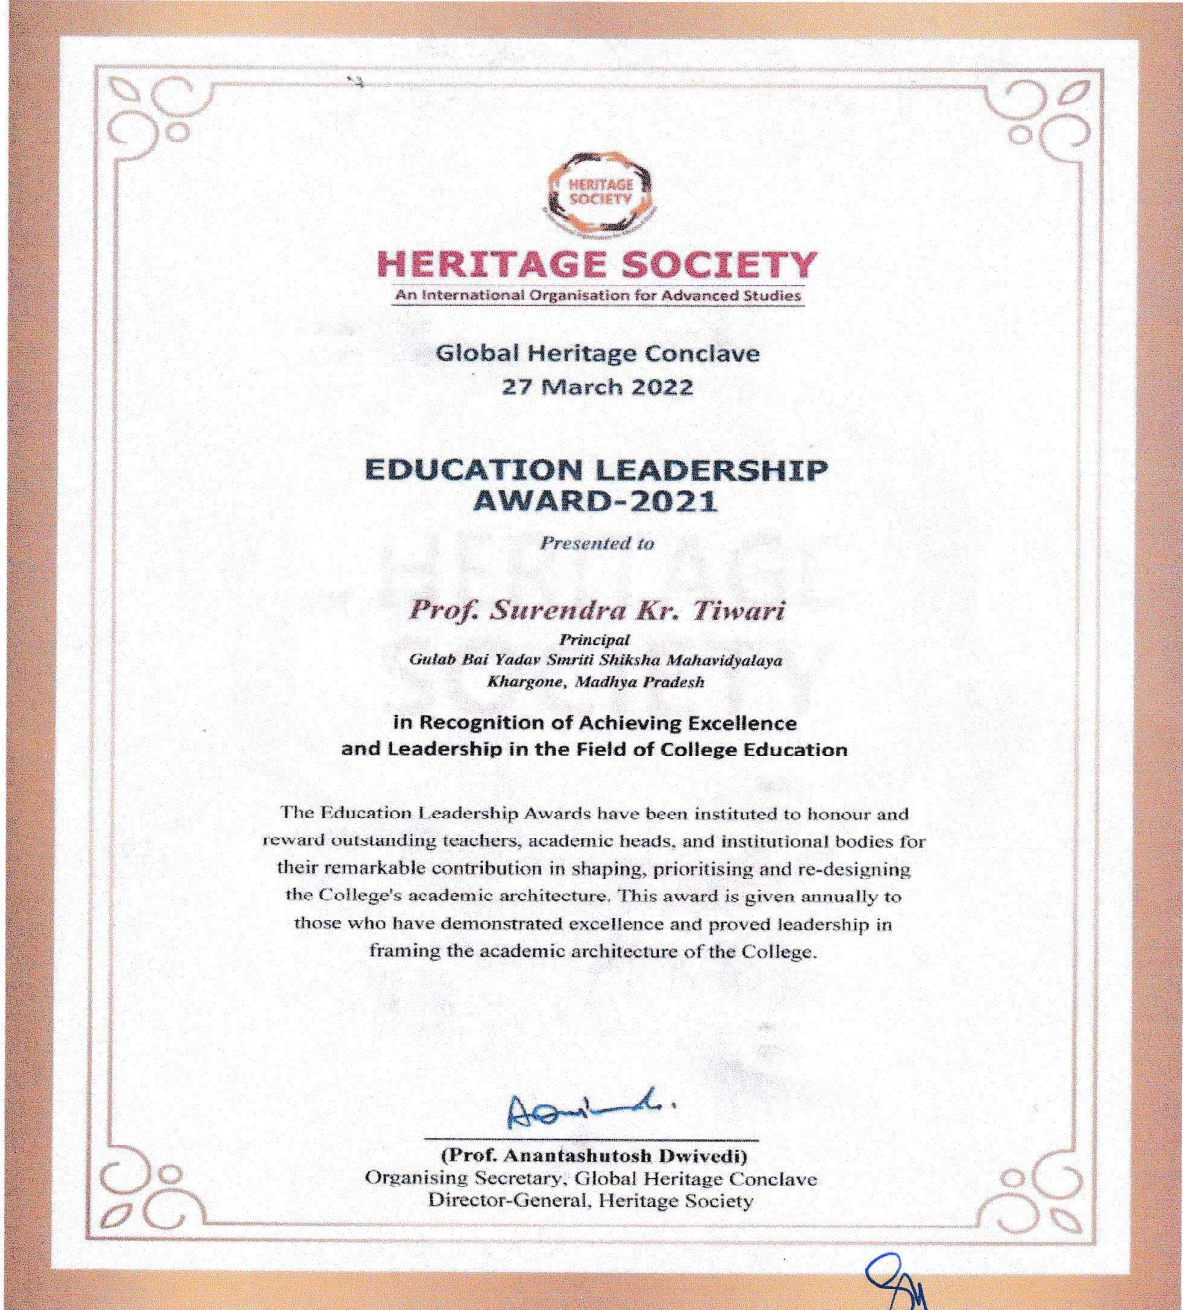 HERITAGE
SOCIETY
HERITAGE SOCIETY
An International Organisation for Advanced Studies
Global Heritage Conclave
27 March 2022
EDUCATION LEADERSHIP
AWARD-2021
Presented to
Prof. Surendra Kr. Tiwari
Principal
Gulab Bai Yadav Smriti Shiksha Mahavidyalaya
Khargone, Madhya Pradesh
in Recognition of Achieving Excellence
and Leadership in the Field of College Education
The Education Leadership Awards have been instituted to honour and
reward outstanding teachers, academic heads, and institutional bodies for
their remarkable contribution in shaping, prioritising and re-designing
the College's academic architecture. This award is given annually to
those who have demonstrated excellence and proved leadership in
framing the academic architecture of the College.
(Prof. Anantashutosh Dwivedi)
Organising Secretary, Global Heritage Conclave
Director-General, Heritage Society